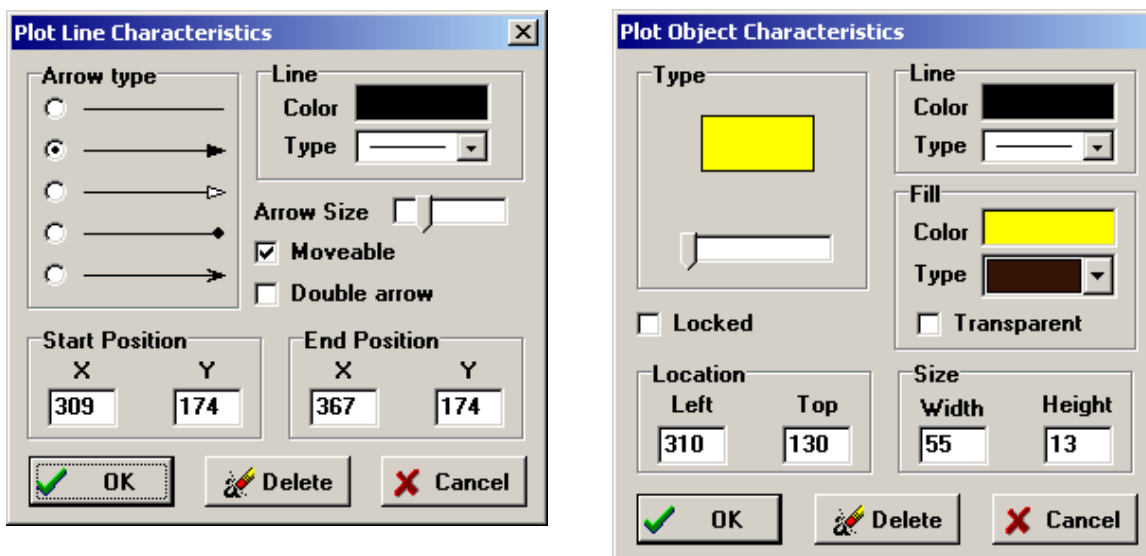 Plot Line Characteristics
Arrow type
Line
Color
Type
Arrow Size
Moveable
Double arrow
Start Position
X Y
309 174
End Position
X Y
367 174
OK Delete Cancel
Plot Object Characteristics
Type
Line
Color
Type
Fill
Color
Type
Locked
Transparent
Location
Left Top
310 130
Size
Width Height
55 13
OK Delete Cancel